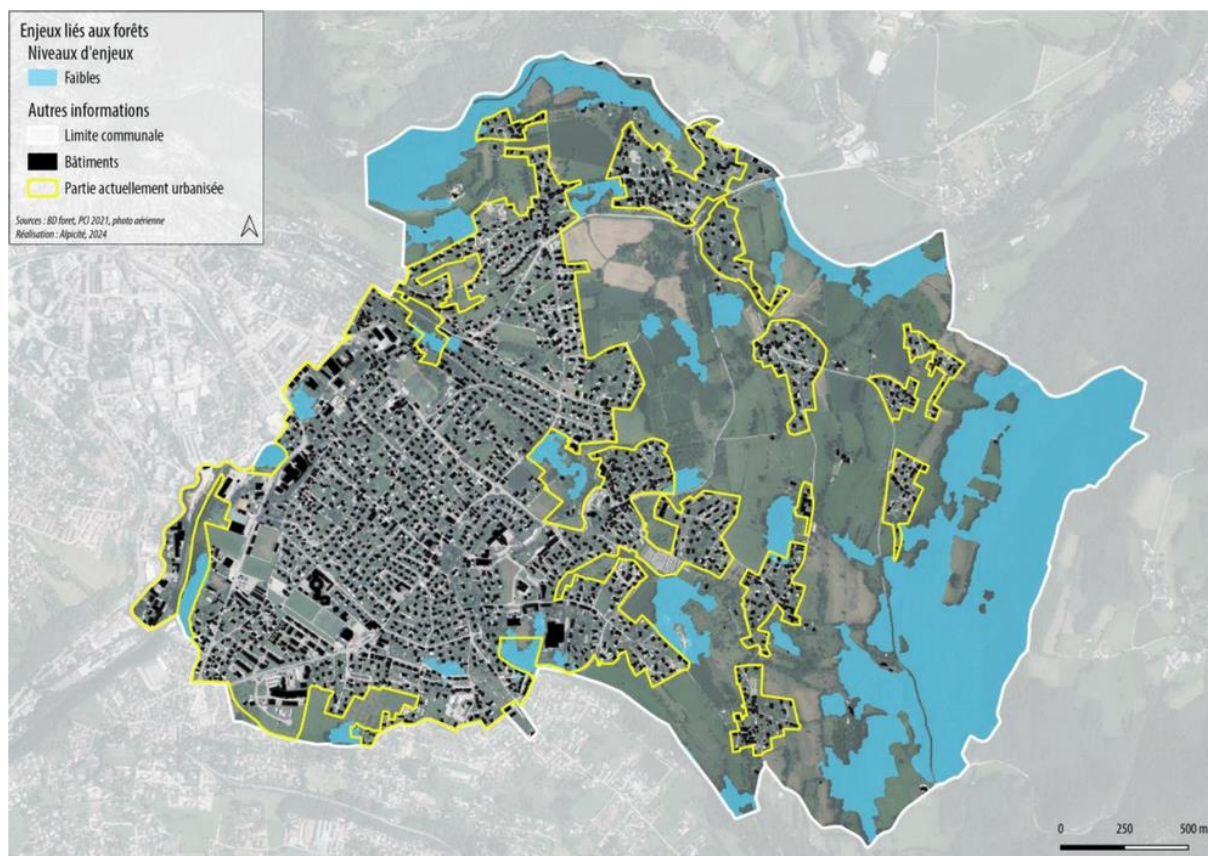 Enjeux liés aux forêts
Niveaux d'enjeux
Faibles
Autres informations
Limite communale
Bâtiments
Partie actuellement urbanisée
Sources : BD foret, PCI 2021, photo aérienne
Réalisation : Alpicité, 2024
0 250 500 m